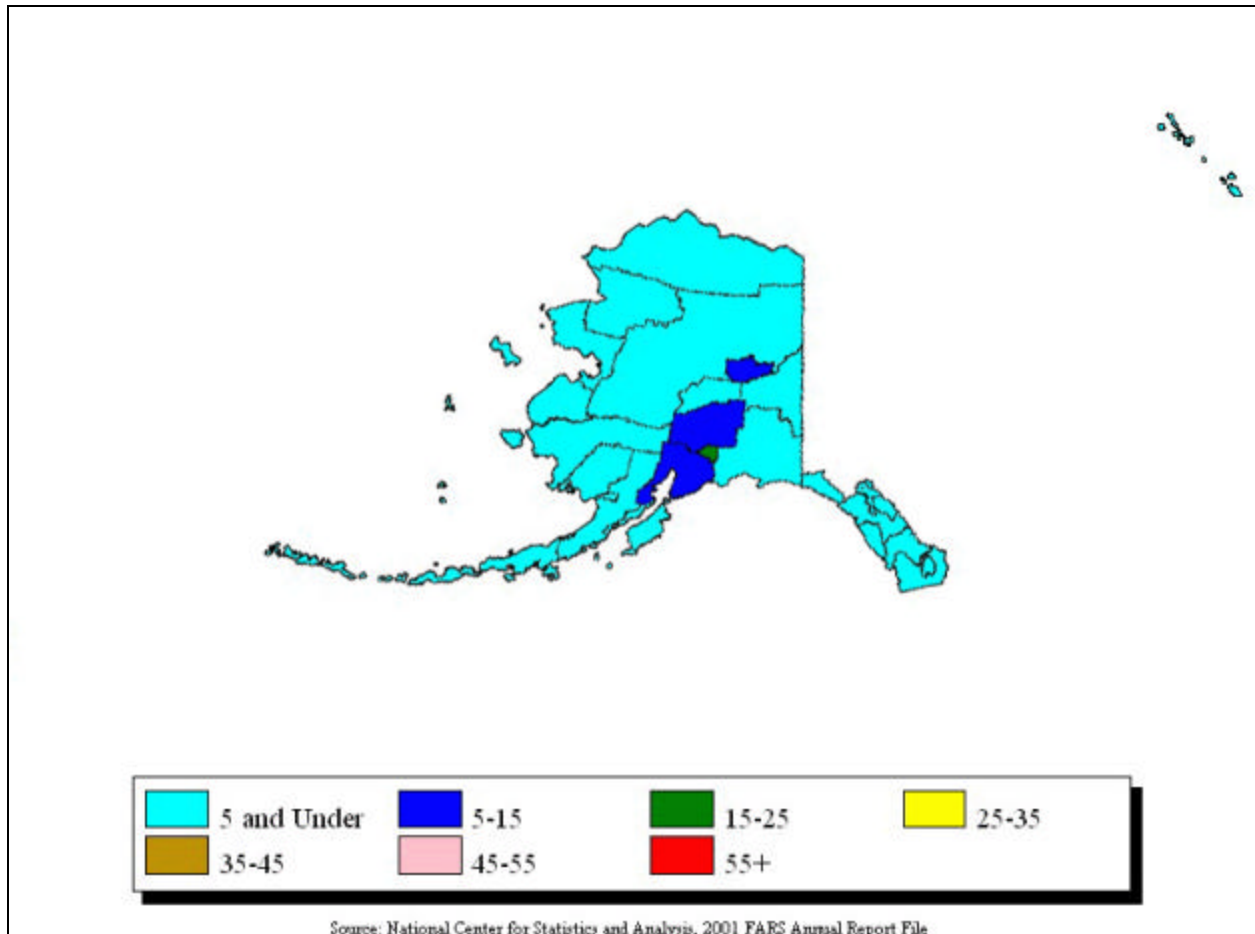 5 and Under 5-15 15-25 25-35
35-45 45-55 55+
Source: National Center for Statistics and Analysis, 2001 FARS Annual Report File